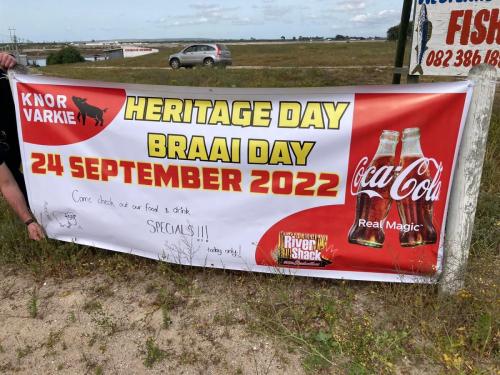 KNOR
VARKIE
HERITAGE DAY
BRAAI DAY
24 SEPTEMBER 2022
Come check out our food & drink
SPECIALS!!!
today only!
Coca-Cola
Real Magic™
River
Shack
FISH
082 386